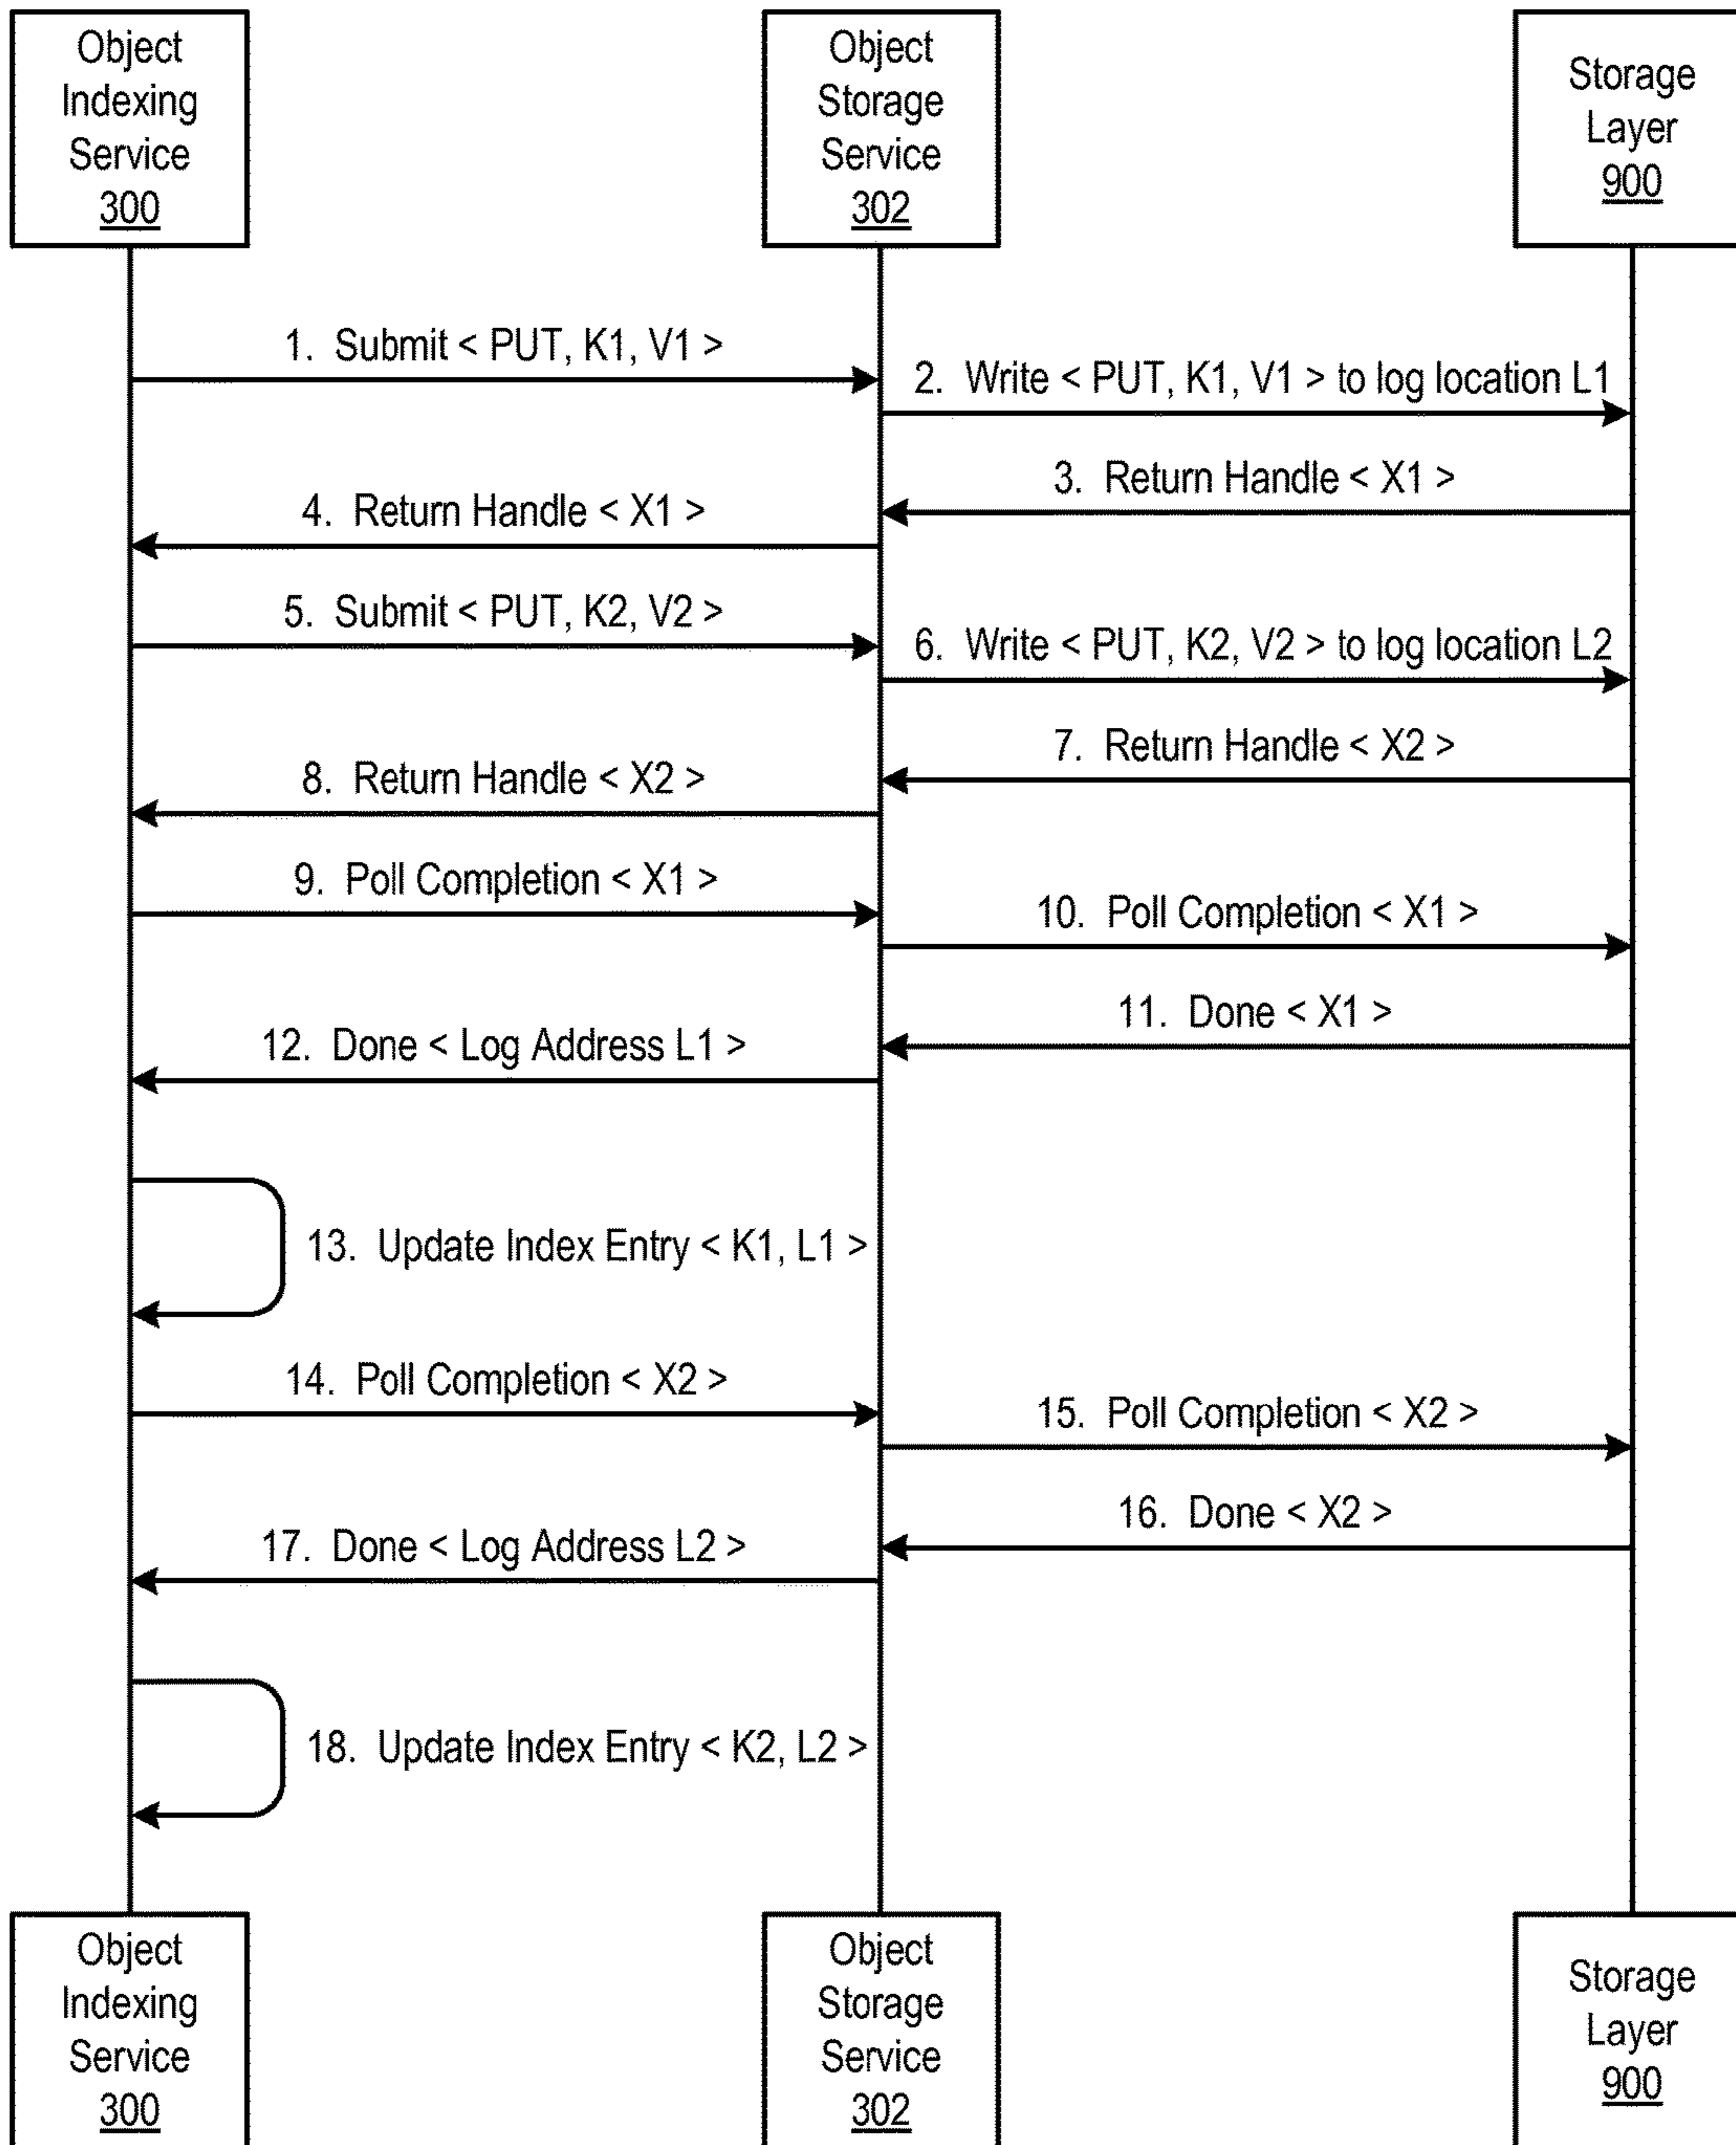 Object
Indexing
Service
300
Object
Storage
Service
302
Storage
Layer
900
1. Submit < PUT, K1, V1 >
2. Write < PUT, K1, V1 > to log location L1
3. Return Handle < X1 >
4. Return Handle < X1 >
5. Submit < PUT, K2, V2 >
6. Write < PUT, K2, V2 > to log location L2
7. Return Handle < X2 >
8. Return Handle < X2 >
9. Poll Completion < X1 >
10. Poll Completion < X1 >
11. Done < X1 >
12. Done < Log Address L1 >
13. Update Index Entry < K1, L1 >
14. Poll Completion < X2 >
15. Poll Completion < X2 >
16. Done < X2 >
17. Done < Log Address L2 >
18. Update Index Entry < K2, L2 >
Object
Indexing
Service
300
Object
Storage
Service
302
Storage
Layer
900